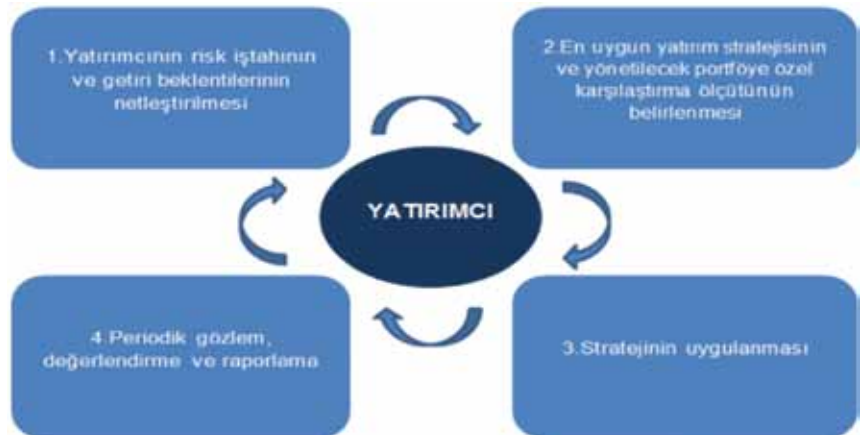 1.Yatırımcının risk iştahının
ve getiri beklentilerinin
netleştirilmesi
2.En uygun yatırım stratejisinin
ve yönetilecek portföye özel
karşılaştırma ölçütünün
belirlenmesi
YATIRIMCI
4.Periodik gözlem,
değerlendirme ve raporlama
3.Stratejinin uygulanması